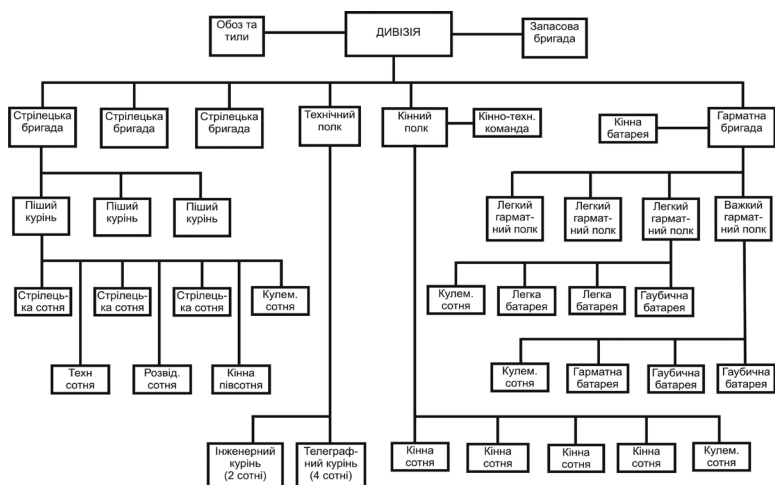 Обоз та
тили
ДИВІЗІЯ
Запасова
бригада
Стрілецька
бригада
Стрілецька
бригада
Стрілецька
бригада
Технічний
полк
Кінний
полк
Кінно-техн.
команда
Кінна
батарея
Гарматна
бригада
Піший
курінь
Піший
курінь
Піший
курінь
Легкий
гармат-
ний полк
Легкий
гармат-
ний полк
Легкий
гармат-
ний полк
Важкий
гармат-
ний полк
Стрілець-
ка сотня
Стрілець-
ка сотня
Стрілець-
ка сотня
Кулем.
сотня
Кулем.
сотня
Легка
батарея
Легка
батарея
Гаубична
батарея
Техн
сотня
Розвід.
сотня
Кінна
півсотня
Кулем.
сотня
Гарматна
батарея
Гаубична
батарея
Гаубична
батарея
Інженерний
курінь
(2 сотні)
Телеграф-
ний курінь
(4 сотні)
Кінна
сотня
Кінна
сотня
Кінна
сотня
Кінна
сотня
Кулем.
сотня